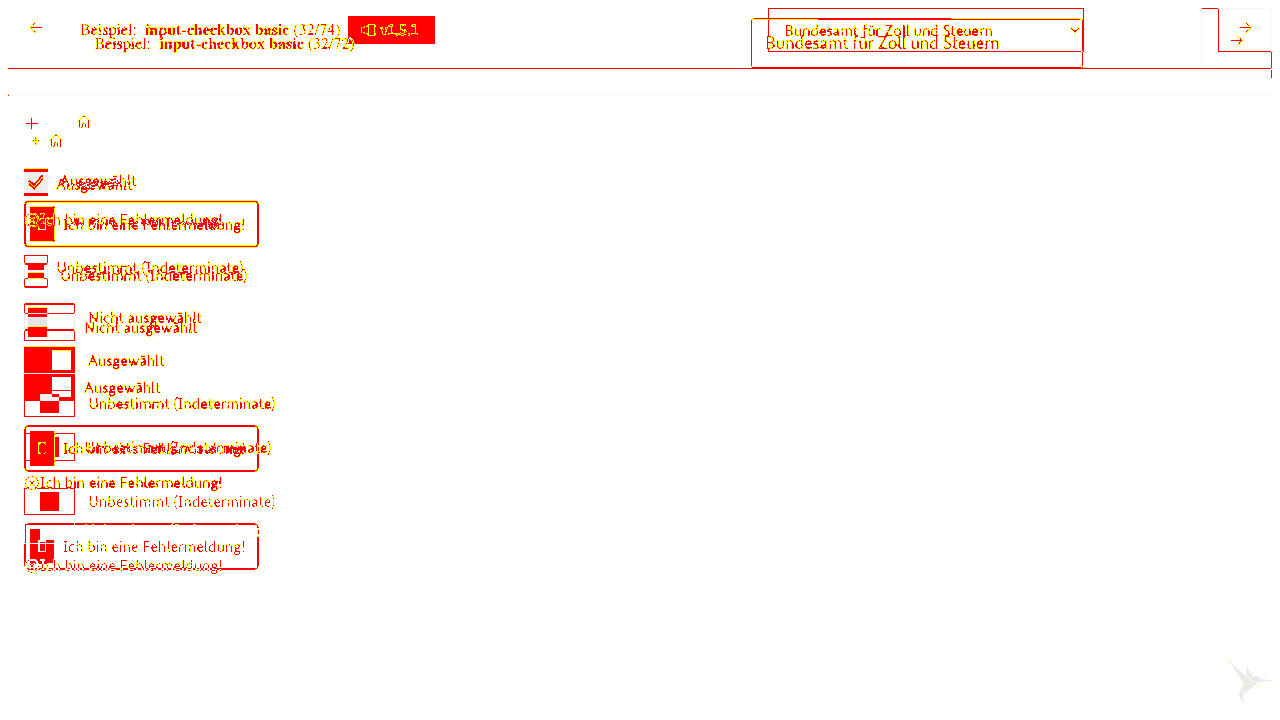 Beispiel: input-checkbox basic (32/74) v1.5.1
Beispiel: input-checkbox basic (32/72)
Bundesamt für Zoll und Steuern
Bundesamt für Zoll und Steuern
Ausgewählt
Ausgewählt
Ich bin eine Fehlermeldung!
Ich bin eine Fehlermeldung!
Unbestimmt (Indeterminate)
Unbestimmt (Indeterminate)
Nicht ausgewählt
Nicht ausgewählt
Ausgewählt
Ausgewählt
Unbestimmt (Indeterminate)
Unbestimmt (Indeterminate)
Ich bin eine Fehlermeldung!
Ich bin eine Fehlermeldung!
Unbestimmt (Indeterminate)
Ich bin eine Fehlermeldung!
Ich bin eine Fehlermeldung!